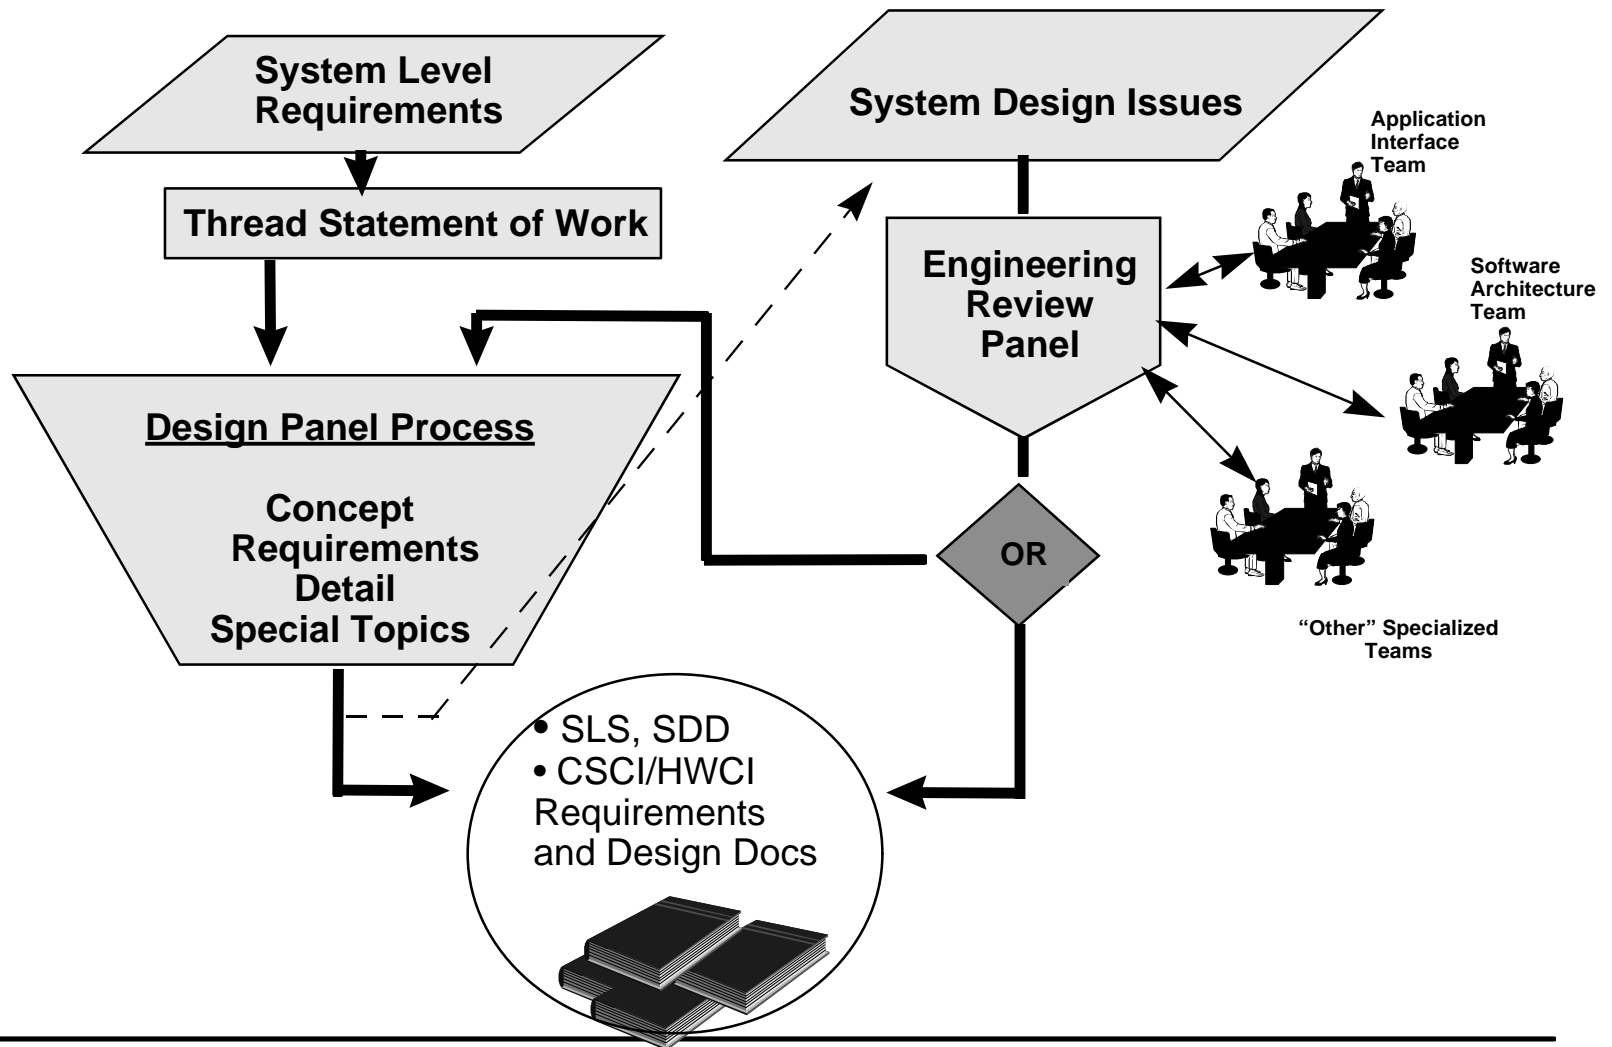 System Level
Requirements
Thread Statement of Work
System Design Issues
Engineering
Review
Panel
Application
Interface
Team
Software
Architecture
Team
“Other” Specialized
Teams
Design Panel Process
Concept
Requirements
Detail
Special Topics
OR
• SLS, SDD
• CSCI/HWCI
Requirements
and Design Docs